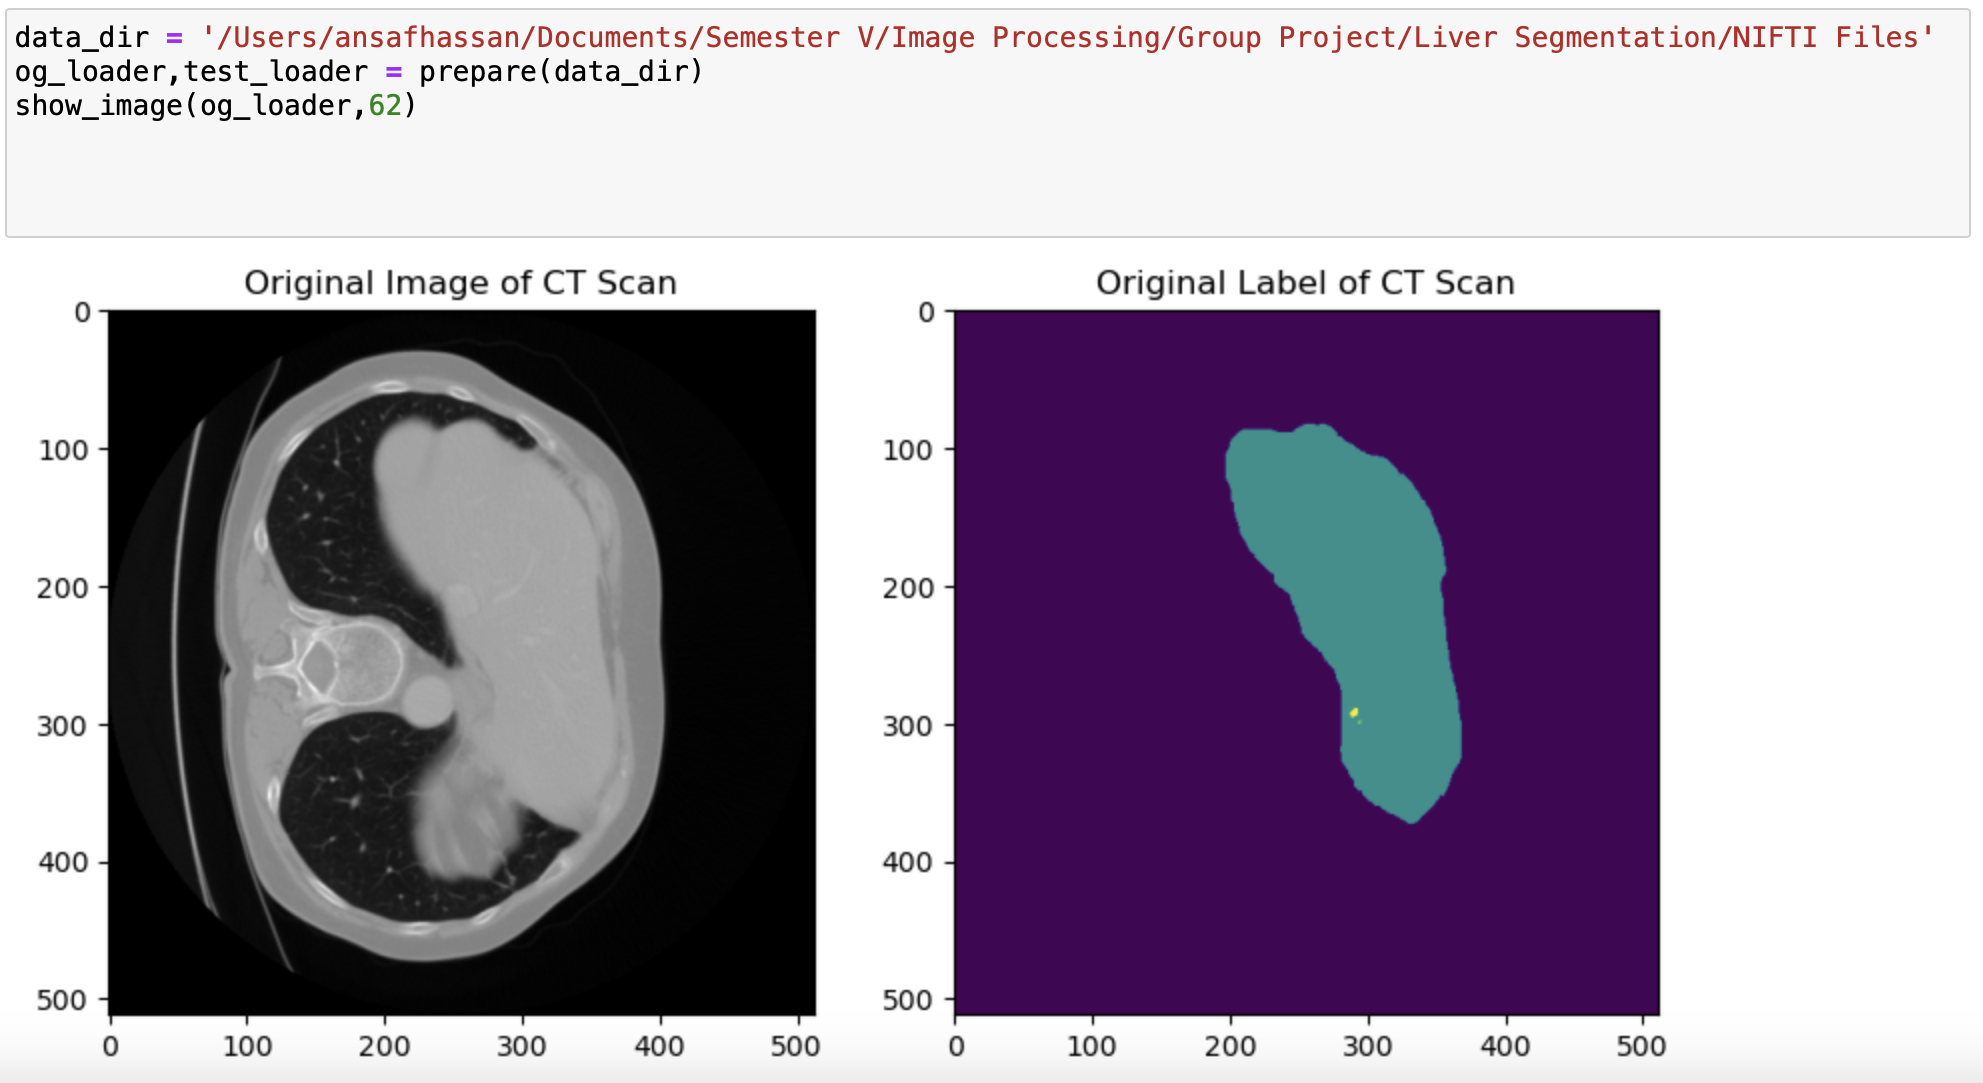 data_dir = '/Users/ansafhassan/Documents/Semester V/Image Processing/Group Project/Liver Segmentation/NIFTI Files'
og_loader,test_loader = prepare(data_dir)
show_image(og_loader,62)
Original Image of CT Scan
0
100
200
300
400
500
0 100 200 300 400 500
Original Label of CT Scan
0
100
200
300
400
500
0 100 200 300 400 500